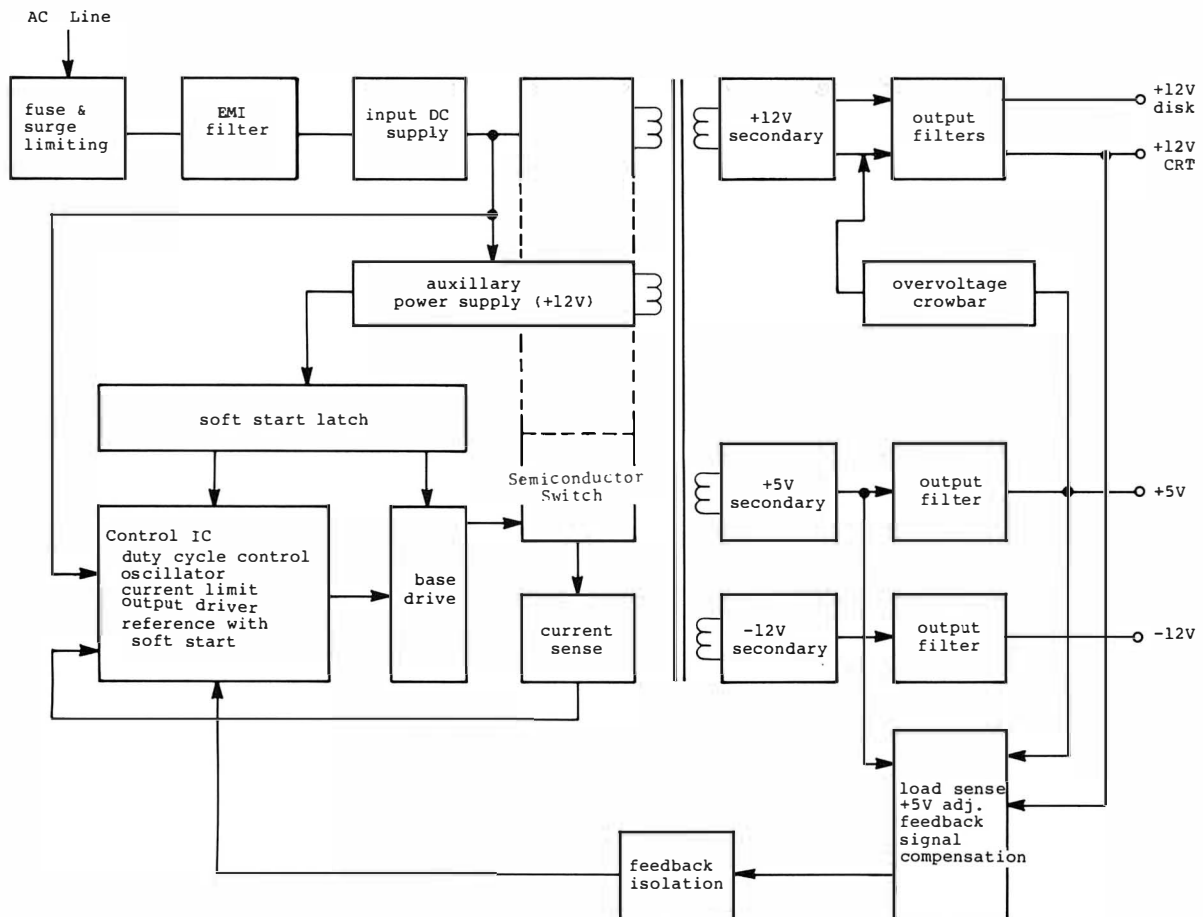 AC Line
fuse &
surge
limiting
EMI
filter
input DC
supply
+12V
secondary
output
filters
+12V
disk
+12V
CRT
auxillary
power supply (+12V)
overvoltage
crowbar
soft start latch
Semiconductor
Switch
+5V
secondary
output
filter
+5V
Control IC
duty cycle control
oscillator
current limit
output driver
reference with
soft start
base
drive
current
sense
-12V
secondary
output
filter
-12V
load sense
+5V adj.
feedback
signal
compensation
feedback
isolation